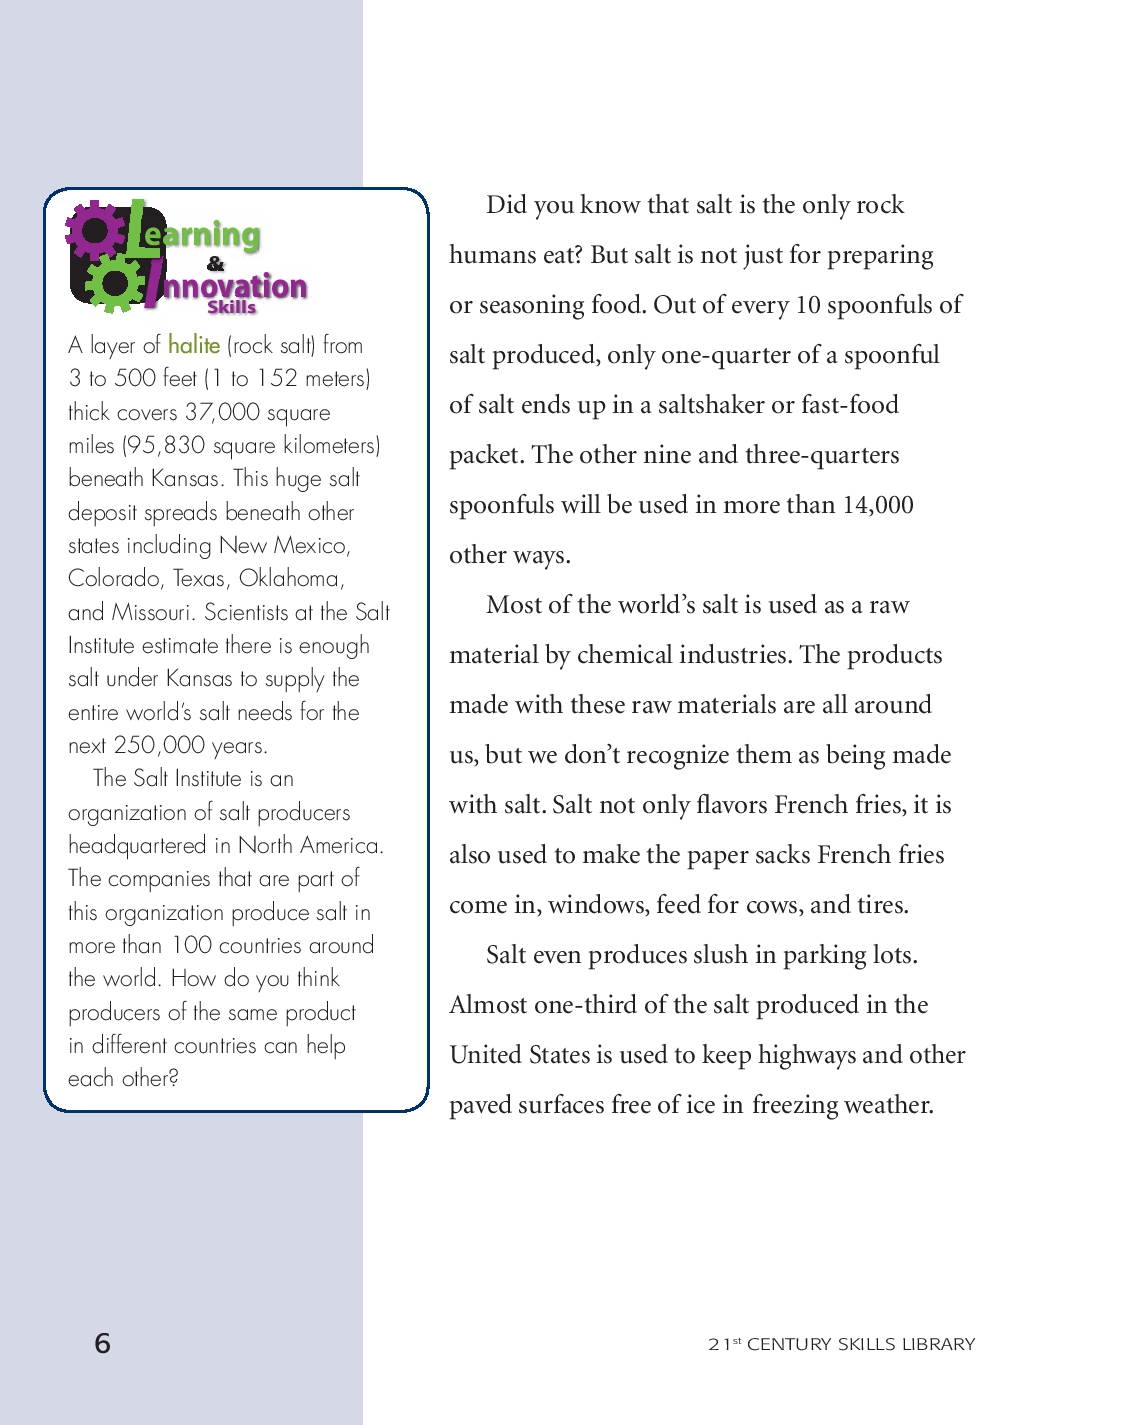 Learning
&
Innovation
Skills
A layer of halite (rock salt) from
3 to 500 feet (1 to 152 meters)
thick covers 37,000 square
miles (95,830 square kilometers)
beneath Kansas. This huge salt
deposit spreads beneath other
states including New Mexico,
Colorado, Texas, Oklahoma,
and Missouri. Scientists at the Salt
Institute estimate there is enough
salt under Kansas to supply the
entire world’s salt needs for the
next 250,000 years.
The Salt Institute is an
organization of salt producers
headquartered in North America.
The companies that are part of
this organization produce salt in
more than 100 countries around
the world. How do you think
producers of the same product
in different countries can help
each other?
Did you know that salt is the only rock
humans eat? But salt is not just for preparing
or seasoning food. Out of every 10 spoonfuls of
salt produced, only one-quarter of a spoonful
of salt ends up in a saltshaker or fast-food
packet. The other nine and three-quarters
spoonfuls will be used in more than 14,000
other ways.
Most of the world’s salt is used as a raw
material by chemical industries. The products
made with these raw materials are all around
us, but we don’t recognize them as being made
with salt. Salt not only flavors French fries, it is
also used to make the paper sacks French fries
come in, windows, feed for cows, and tires.
Salt even produces slush in parking lots.
Almost one-third of the salt produced in the
United States is used to keep highways and other
paved surfaces free of ice in freezing weather.
6
21st CENTURY SKILLS LIBRARY